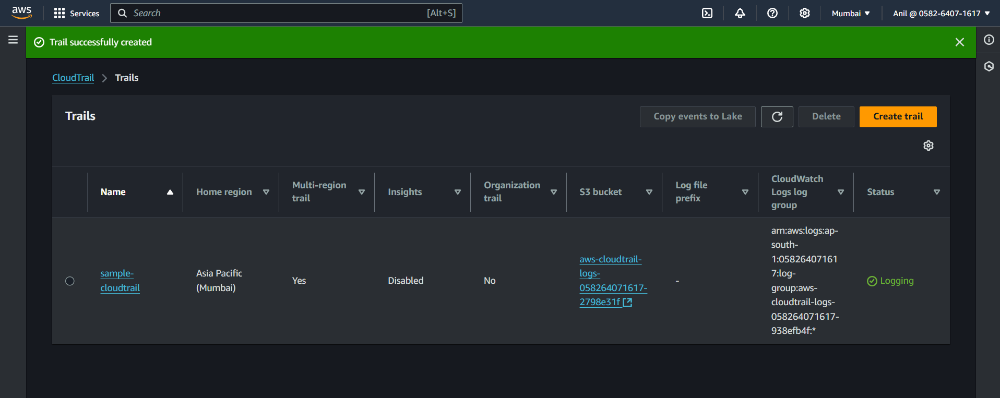 aws
Services
Search
[Alt+S]
Mumbai
Anil @ 0582-6407-1617
Trail successfully created
CloudTrail
Trails
Trails
Copy events to Lake
Delete
Create trail
Name
Home region
Multi-region
trail
Insights
Organization
trail
S3 bucket
Log file
prefix
CloudWatch
Logs log
group
Status
sample-
cloudtrail
Asia Pacific
(Mumbai)
Yes
Disabled
No
aws-cloudtrail-
logs-
058264071617-
2798e31f
-
arn:aws:logs:ap-
south-
1:05826407161
7:log-
group:aws-
cloudtrail-logs-
058264071617-
938efb4f:*
Logging